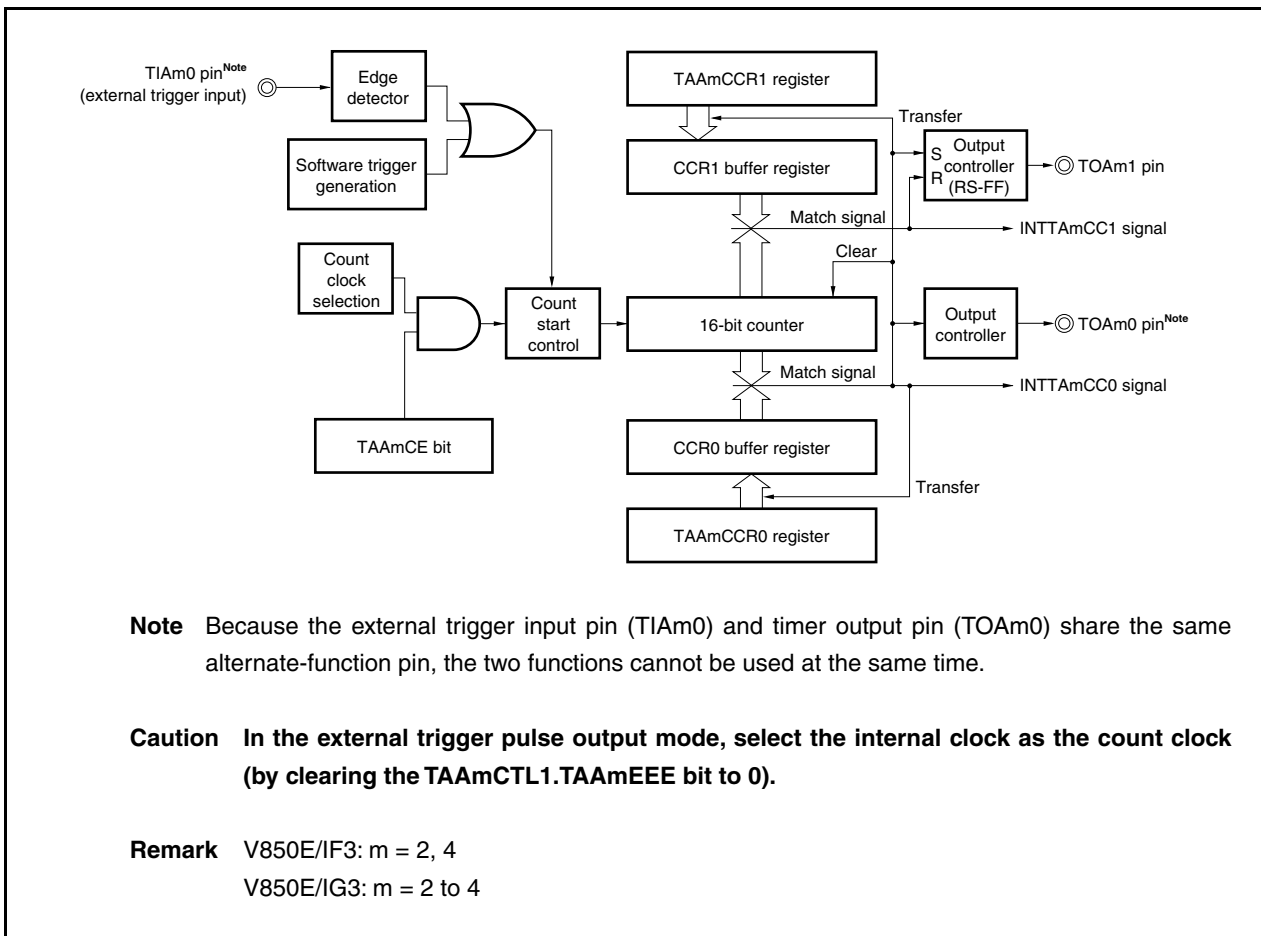 TIAm0 pinNote
(external trigger input)
Edge
detector
Software trigger
generation
Count
clock
selection
TAAmCE bit
Count
start
control
TAAmCCR1 register
Transfer
CCR1 buffer register
Match signal
Clear
16-bit counter
Match signal
CCR0 buffer register
Transfer
TAAmCCR0 register
S
R
Output
controller
(RS-FF)
TOAm1 pin
INTTAmCC1 signal
Output
controller
TOAm0 pinNote
INTTAmCC0 signal
Note Because the external trigger input pin (TIAm0) and timer output pin (TOAm0) share the same
alternate-function pin, the two functions cannot be used at the same time.
Caution In the external trigger pulse output mode, select the internal clock as the count clock
(by clearing the TAAmCTL1.TAAmEEE bit to 0).
Remark V850E/IF3: m = 2, 4
V850E/IG3: m = 2 to 4